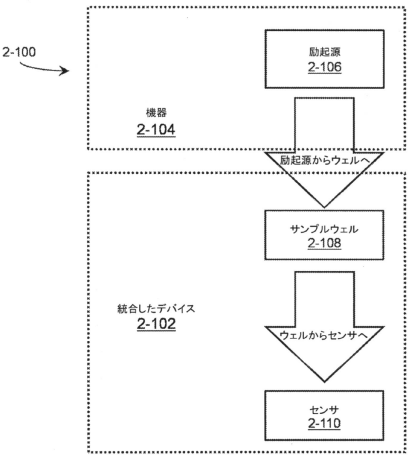 2-100
励起源
2-106
機器
2-104
励起源からウェルへ
サンプルウェル
2-108
統合したデバイス
2-102
ウェルからセンサへ
センサ
2-110